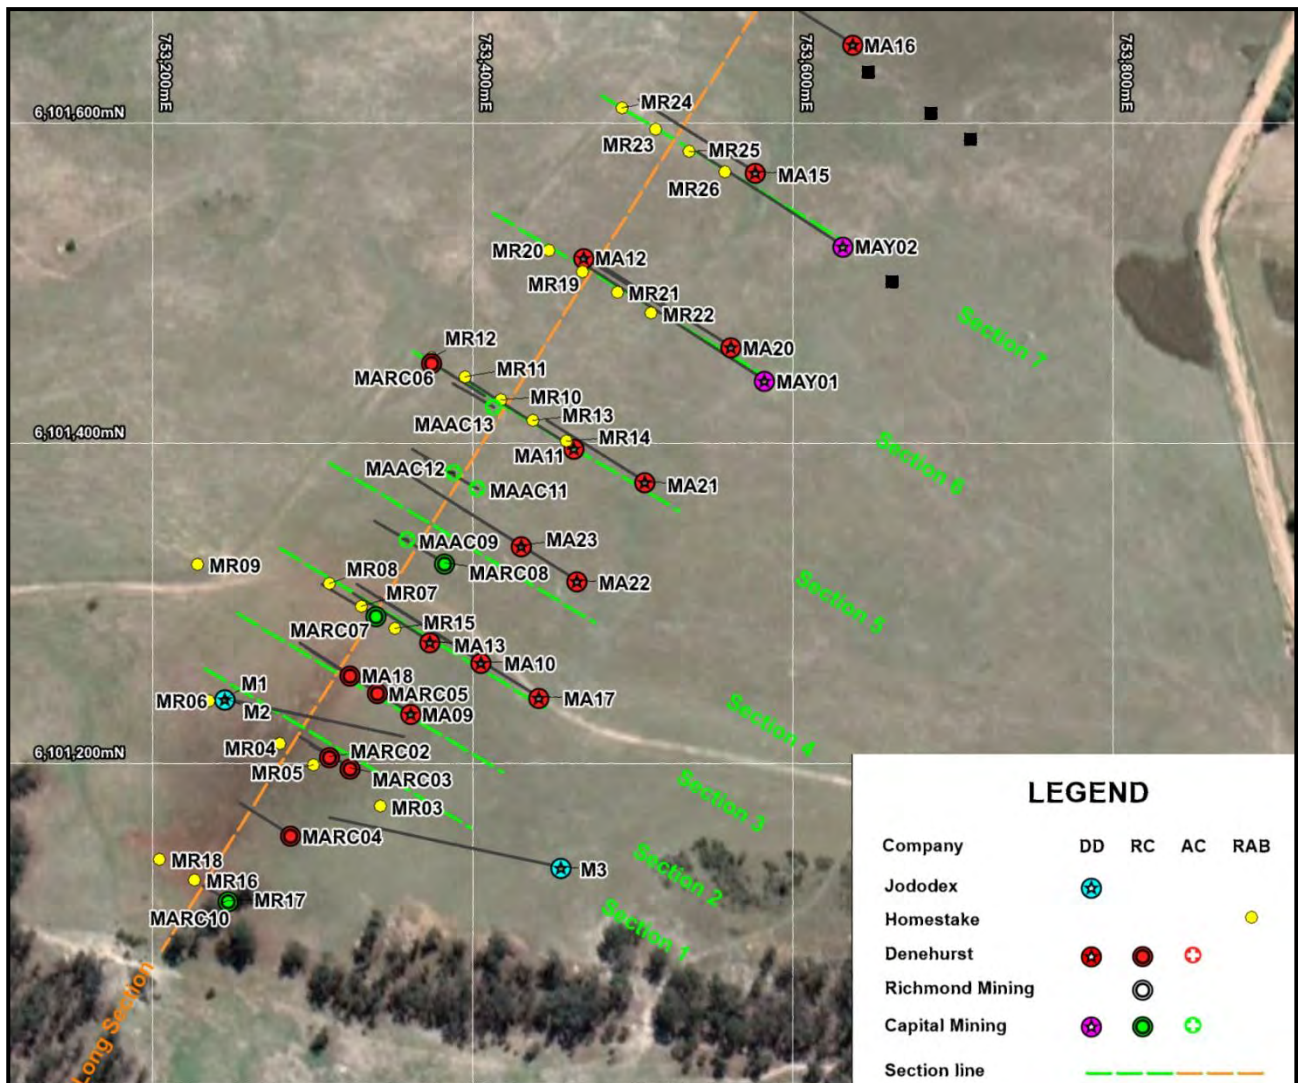 753,200mE
753,400mE
753,600mE
753,800mE
MA16
6,101,600mN
MR24
MR23
MR25
MR26
MA15
MAY02
MR20
MA12
MR19
MR21
MR22
MA20
MAY01
Section 7
MR12
MARC06
MR11
MR10
MAAC13
MR13
6,101,400mN
MR14
MA11
MA21
Section 6
MAAC12
MAAC11
MA23
MAAC09
MARC08
MA22
MR09
MR08
MR07
Section 5
MARC07
MR15
MA13
MA10
MA17
MA18
M1
MR06
M2
MARC05
MA09
Section 4
MR04
MARC02
6,101,200mN
MR05
MARC03
MR03
Section 3
MARC04
MR18
M3
Section 2
MR16
MR17
MARC10
Section 1
Long Section
LEGEND
Company DD RC AC RAB
Jododex
Homestake
Denehurst
Richmond Mining
Capital Mining
Section line